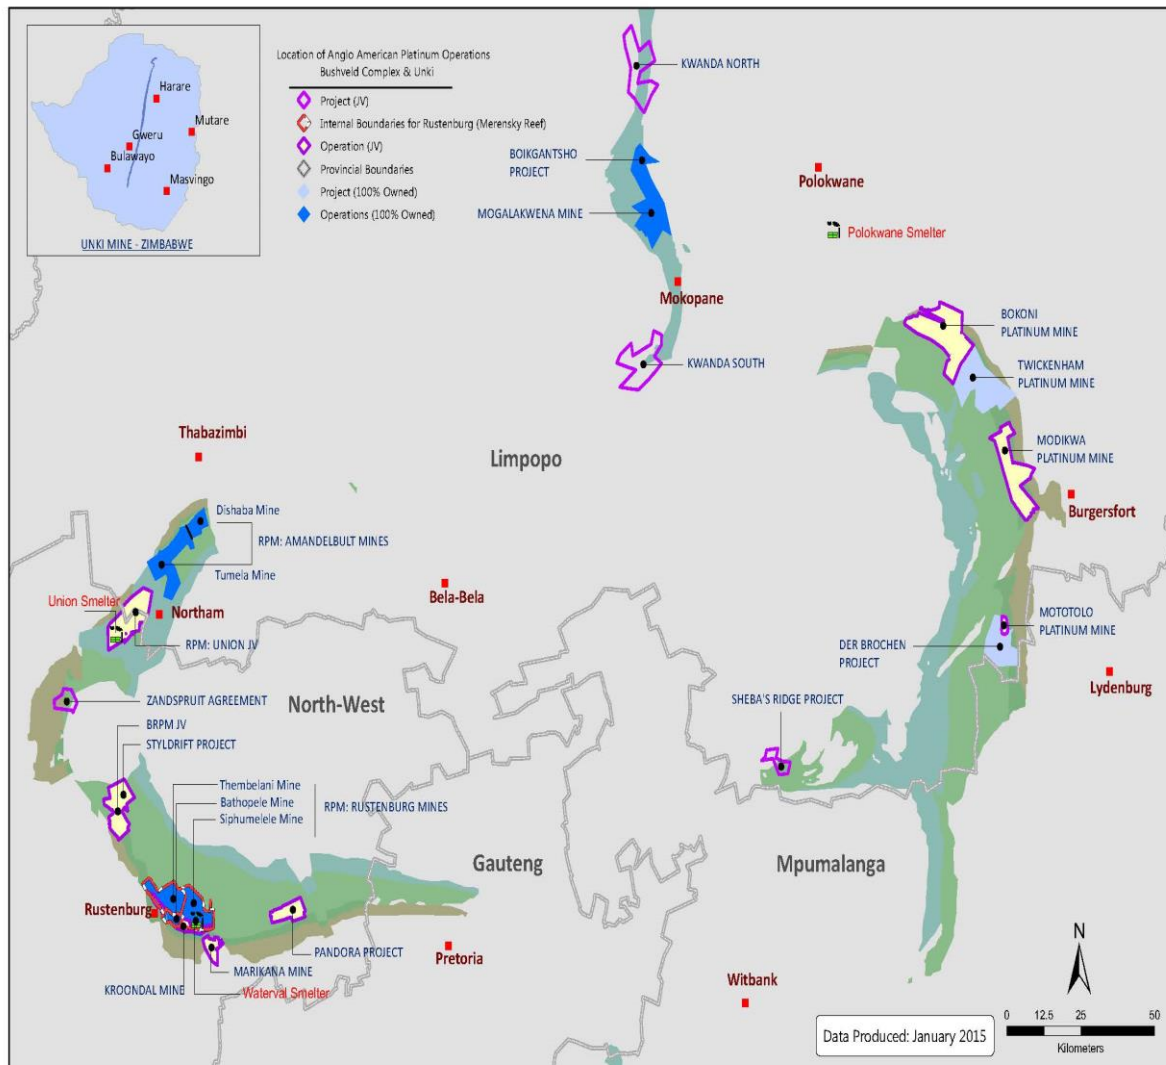 Harare
Mutare
Gweru
Bulawayo
Masvingo
UNKI MINE - ZIMBABWE
Location of Anglo American Platinum Operations
Bushveld Complex & Unki
Project (JV)
Internal Boundaries for Rustenburg (Merensky Reef)
Operation (JV)
Provincial Boundaries
Project (100% Owned)
Operations (100% Owned)
KWANDA NORTH
BOIKGANTSHO
PROJECT
MOGALAKWENA MINE
Polokwane
Polokwane Smelter
Mokopane
KWANDA SOUTH
BOKONI
PLATINUM MINE
TWICKENHAM
PLATINUM MINE
MODIKWA
PLATINUM MINE
Burgersfort
Thabazimbi
Limpopo
Dishaba Mine
RPM: AMANDELBULT MINES
Tumela Mine
Union Smelter
Northam
RPM: UNION JV
Bela-Bela
MOTOTOLO
PLATINUM MINE
DER BROCHEN
PROJECT
Lydenburg
ZANDSPRUIT AGREEMENT
North-West
SHEBA'S RIDGE PROJECT
BRPM JV
STYLDRIFT PROJECT
Thembelani Mine
Bathopele Mine
Siphumelele Mine
RPM: RUSTENBURG MINES
Gauteng
Mpumalanga
Rustenburg
PANDORA PROJECT
Pretoria
MARIKANA MINE
KROONDAL MINE
Waterval Smelter
Witbank
N
Data Produced: January 2015
0 12.5 25 50
Kilometers